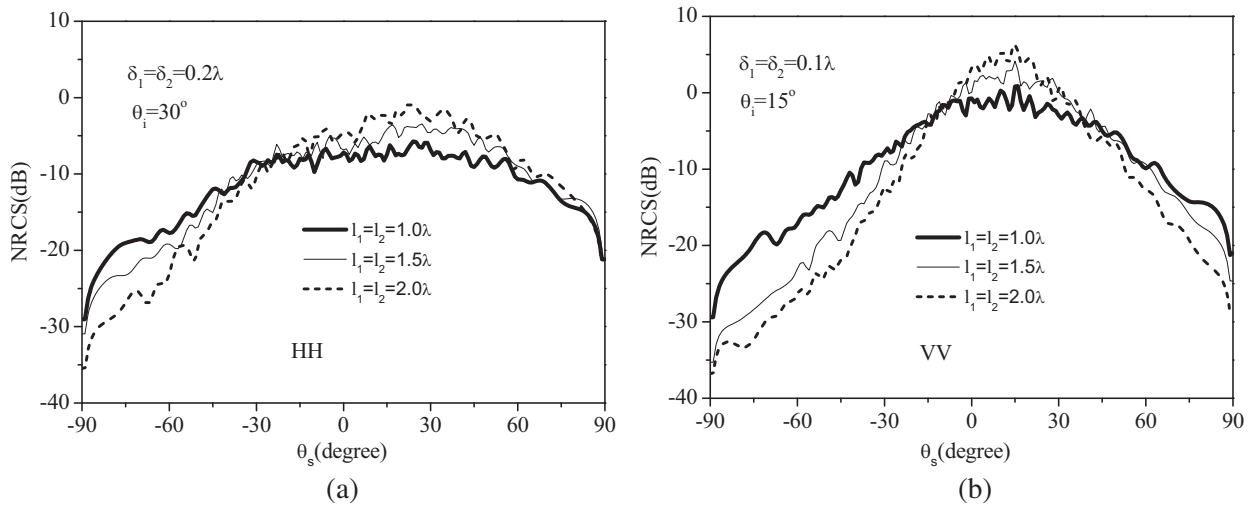 10
0
-10
-20
-30
-40
NRCS(dB)
δ₁=δ₂=0.2λ
θᵢ=30°
l₁=l₂=1.0λ
l₁=l₂=1.5λ
l₁=l₂=2.0λ
HH
-90 -60 -30 0 30 60 90
θₛ(degree)
(a)
10
0
-10
-20
-30
-40
NRCS(dB)
δ₁=δ₂=0.1λ
θᵢ=15°
l₁=l₂=1.0λ
l₁=l₂=1.5λ
l₁=l₂=2.0λ
VV
-90 -60 -30 0 30 60 90
θₛ(degree)
(b)